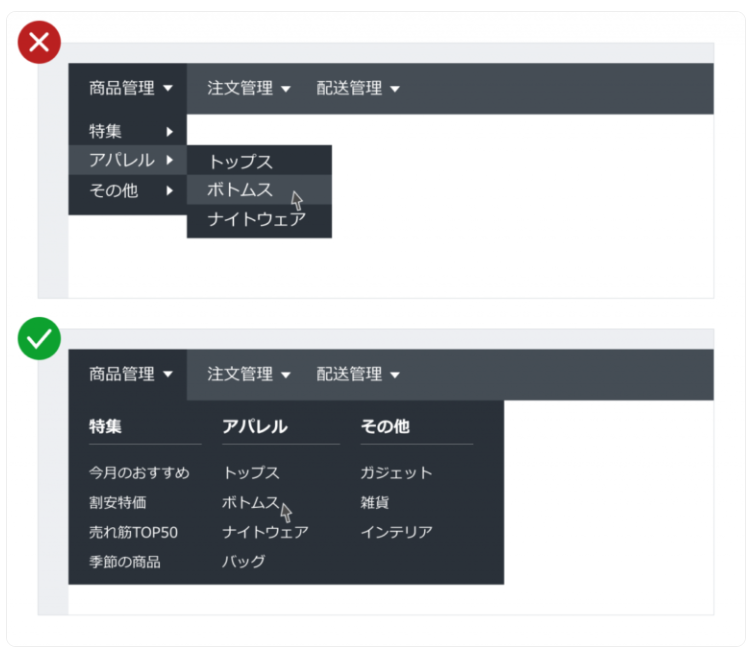 商品管理 ▼ 注文管理 ▼ 配送管理 ▼
特集 ▶
アパレル ▶ トップス
その他 ▶ ボトムス
ナイトウェア
商品管理 ▼ 注文管理 ▼ 配送管理 ▼
特集 アパレル その他
今月のおすすめ トップス ガジェット
割安特価 ボトムス 雑貨
売れ筋TOP50 ナイトウェア インテリア
季節の商品 バッグ